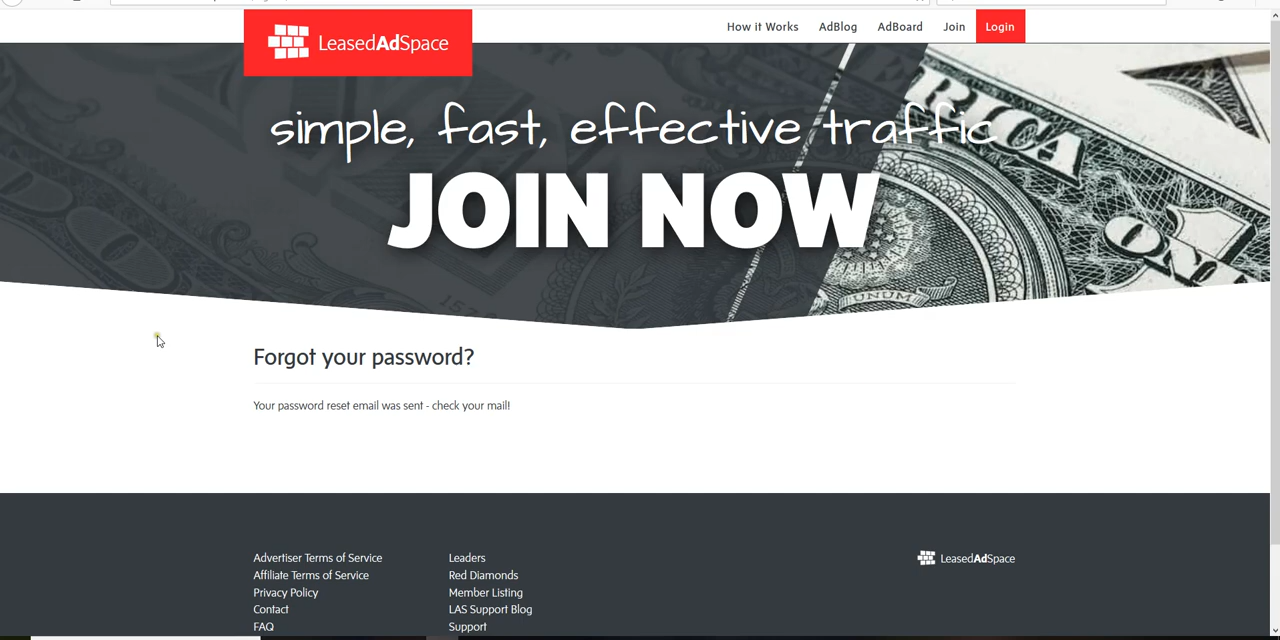 LeasedAdSpace
How it Works
AdBlog
AdBoard
Join
Login
simple, fast, effective traffic
JOIN NOW
RICA
UNUM
Forgot your password?
Your password reset email was sent - check your mail!
Advertiser Terms of Service
Affiliate Terms of Service
Privacy Policy
Contact
FAQ
Leaders
Red Diamonds
Member Listing
LAS Support Blog
Support
LeasedAdSpace